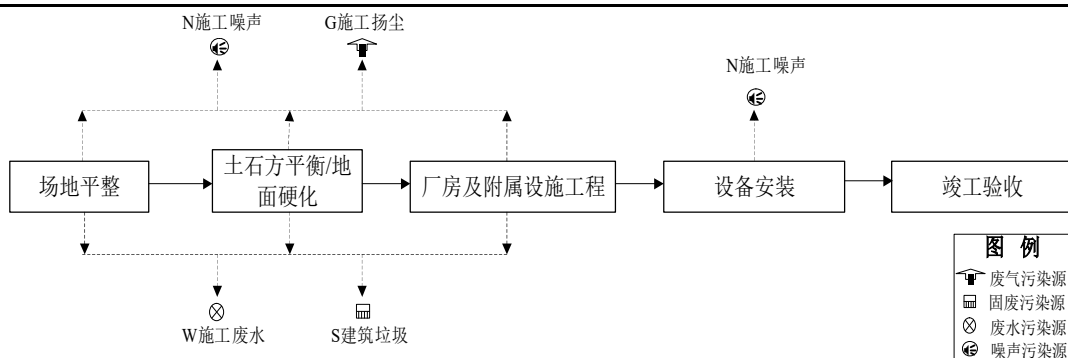 N施工噪声
G施工扬尘
N施工噪声
场地平整
土石方平衡/地
面硬化
厂房及附属设施工程
设备安装
竣工验收
W施工废水
S建筑垃圾
图 例
废气污染源
固废污染源
废水污染源
噪声污染源